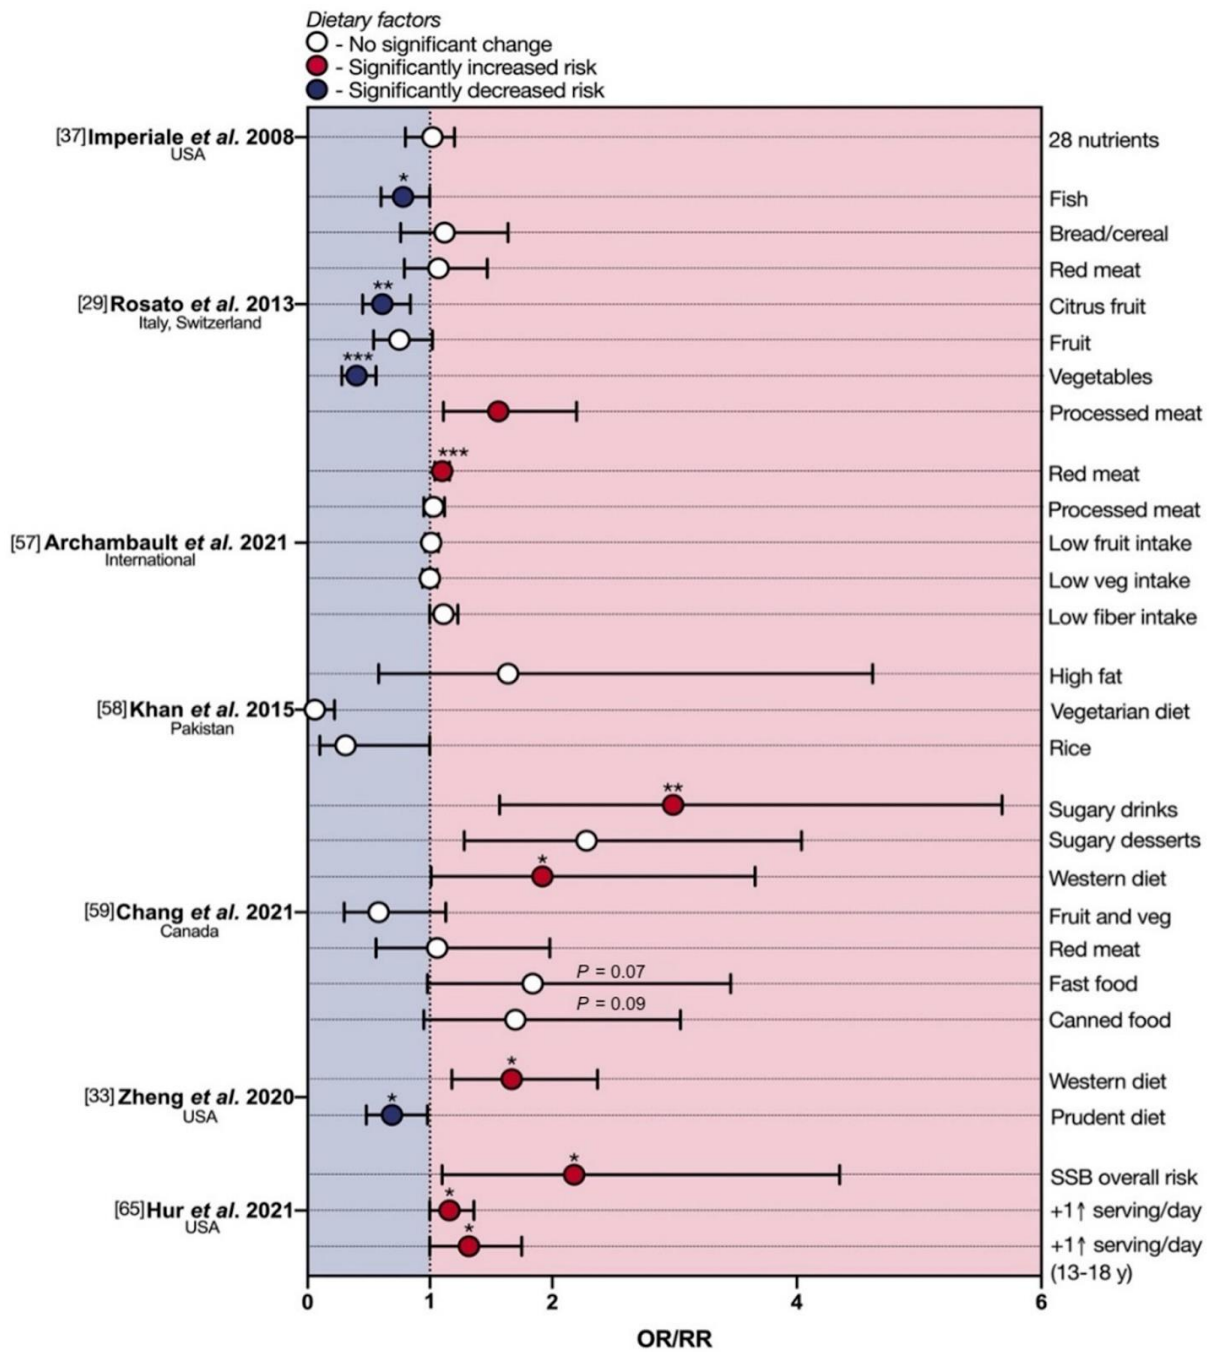 Dietary factors
- No significant change
- Significantly increased risk
- Significantly decreased risk
[37]Imperiale et al. 2008
USA
28 nutrients
*
Fish
Bread/cereal
Red meat
**
[29]Rosato et al. 2013
Italy, Switzerland
Citrus fruit
Fruit
***
Vegetables
Processed meat
***
Red meat
Processed meat
[57] Archambault et al. 2021
International
Low fruit intake
Low veg intake
Low fiber intake
High fat
[58]Khan et al. 2015
Pakistan
Vegetarian diet
Rice
**
Sugary drinks
Sugary desserts
*
Western diet
[59]Chang et al. 2021
Canada
Fruit and veg
Red meat
P = 0.07
Fast food
P = 0.09
Canned food
*
Western diet
[33] Zheng et al. 2020
USA
*
Prudent diet
*
SSB overall risk
*
[65]Hur et al. 2021
USA
+1↑ serving/day
*
+1↑ serving/day
(13-18 y)
0 1 2 4 6
OR/RR